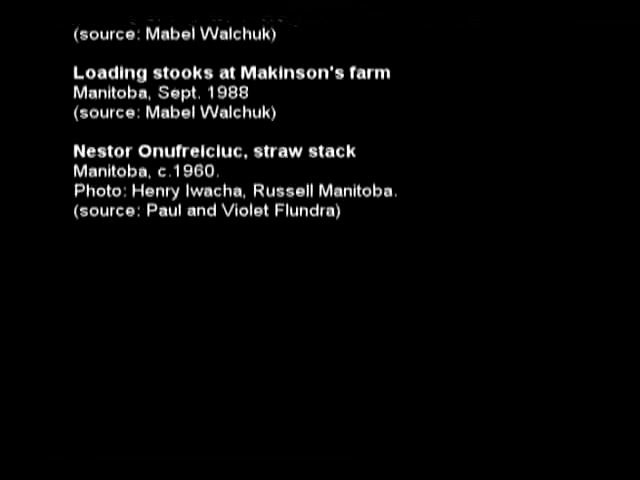 (source: Mabel Walchuk)
Loading stooks at Makinson's farm
Manitoba, Sept. 1988
(source: Mabel Walchuk)
Nestor Onufreiciuc, straw stack
Manitoba, c.1960.
Photo: Henry Iwacha, Russell Manitoba.
(source: Paul and Violet Flundra)